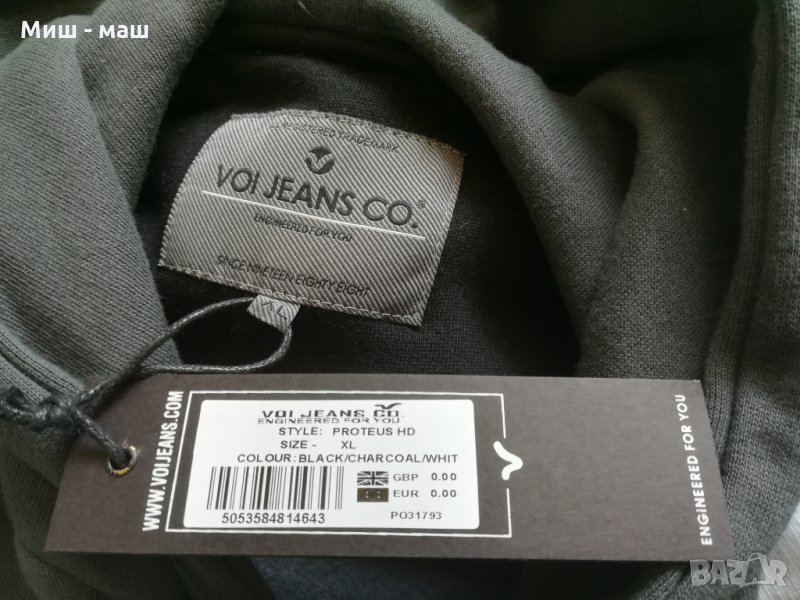 Миш - маш
REGISTERED TRADEMARK
VOI JEANS CO.®
ENGINEERED FOR YOU
SINCE NINETEEN EIGHTY EIGHT
XL
WWW.VOIJEANS.COM
VOI JEANS CO.
ENGINEERED FOR YOU
STYLE: PROTEUS HD
SIZE - XL
COLOUR: BLACK/CHARCOAL/WHIT
GBP 0.00
EUR 0.00
5053584814643
PO31793
ENGINEERED FOR YOU
BAZAR